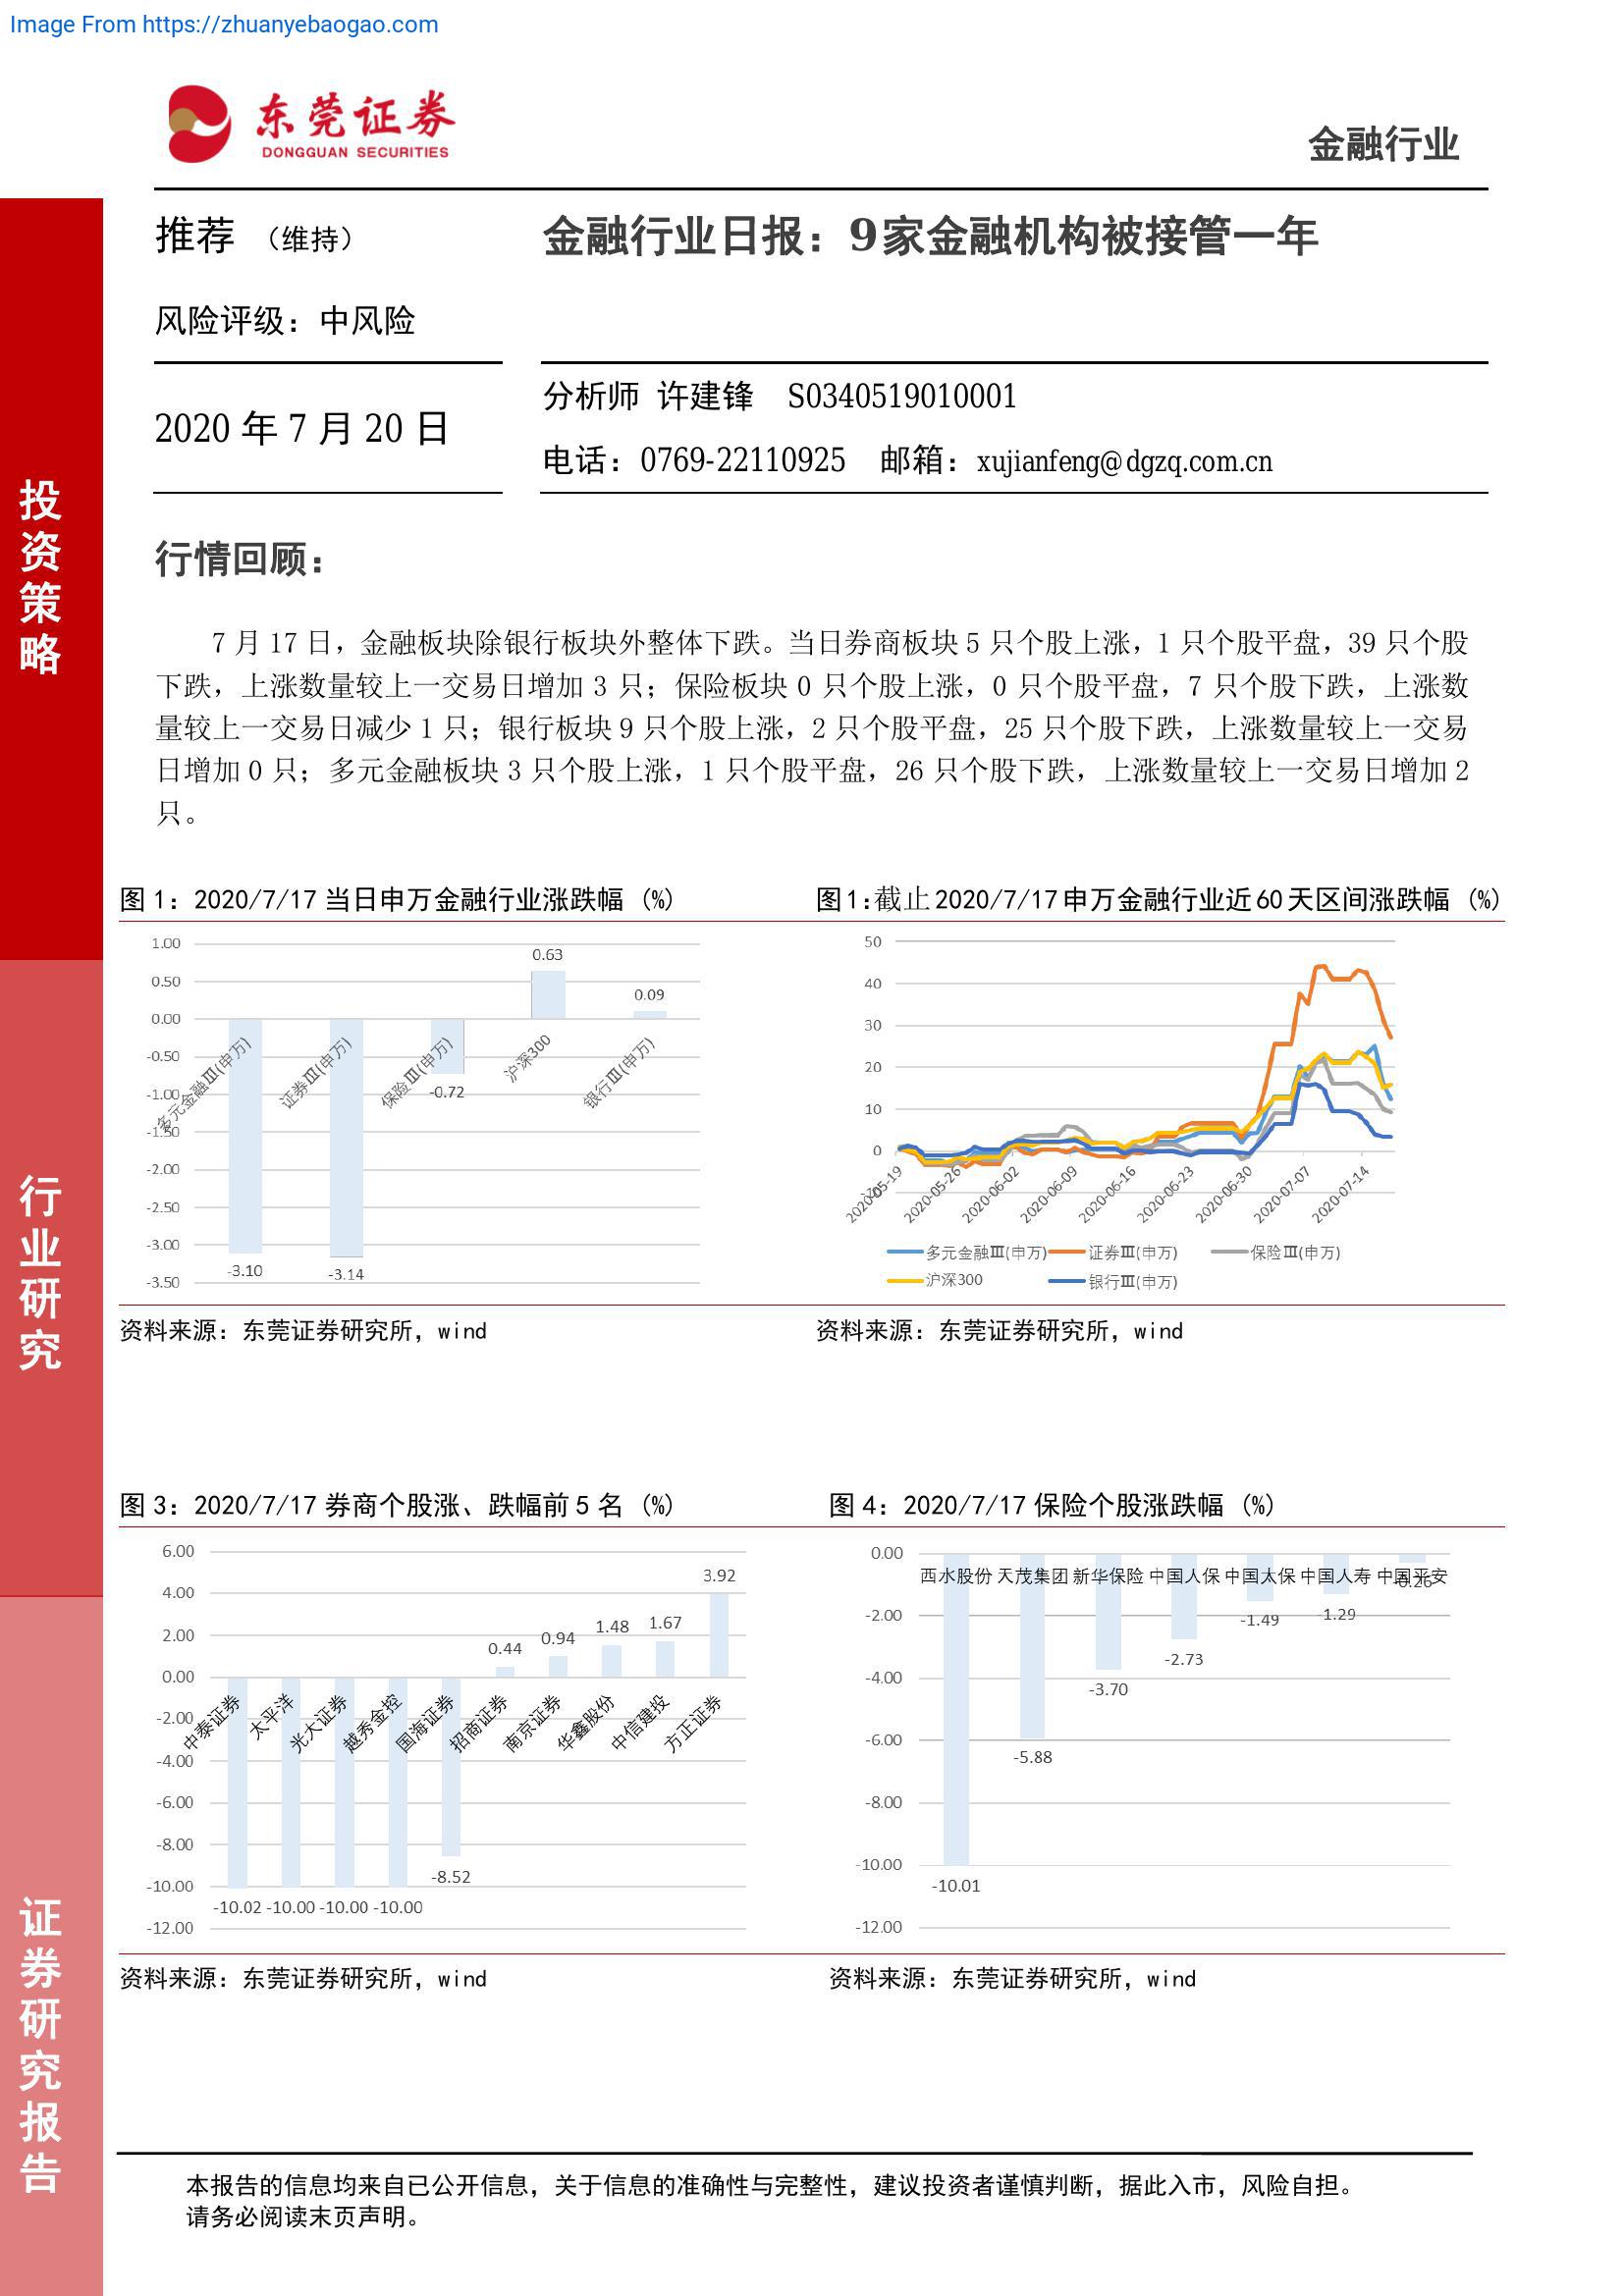 Image From https://zhuanyebaogao.com
东莞证券
DONGGUAN SECURITIES
金融行业
推荐 （维持）
金融行业日报：9家金融机构被接管一年
风险评级：中风险
2020 年 7 月 20 日
分析师 许建锋 S0340519010001
电话：0769-22110925 邮箱：xujianfeng@dgzq.com.cn
投资策略
行业研究
证券研究报告
行情回顾：
7 月 17 日，金融板块除银行板块外整体下跌。当日券商板块 5 只个股上涨，1 只个股平盘，39 只个股
下跌，上涨数量较上一交易日增加 3 只；保险板块 0 只个股上涨，0 只个股平盘，7 只个股下跌，上涨数
量较上一交易日减少 1 只；银行板块 9 只个股上涨，2 只个股平盘，25 只个股下跌，上涨数量较上一交易
日增加 0 只；多元金融板块 3 只个股上涨，1 只个股平盘，26 只个股下跌，上涨数量较上一交易日增加 2
只。
图 1：2020/7/17 当日申万金融行业涨跌幅 (%)
1.00
0.50
0.00
-0.50
-1.00
-1.50
-2.00
-2.50
-3.00
-3.50
-3.10
-3.14
-0.72
0.63
0.09
多元金融Ⅲ(申万)
证券Ⅲ(申万)
保险Ⅲ(申万)
沪深300
银行Ⅲ(申万)
资料来源：东莞证券研究所，wind
图 1：截止 2020/7/17 申万金融行业近 60 天区间涨跌幅 (%)
50
40
30
20
10
0
-10
2020-05-19
2020-05-26
2020-06-02
2020-06-09
2020-06-16
2020-06-23
2020-06-30
2020-07-07
2020-07-14
多元金融Ⅲ(申万) 证券Ⅲ(申万) 保险Ⅲ(申万)
沪深300 银行Ⅲ(申万)
资料来源：东莞证券研究所，wind
图 3：2020/7/17 券商个股涨、跌幅前 5 名 (%)
6.00
4.00
2.00
0.00
-2.00
-4.00
-6.00
-8.00
-10.00
-12.00
-10.02 -10.00 -10.00 -10.00
-8.52
0.44
0.94
1.48
1.67
3.92
中泰证券
太平洋
光大证券
越秀金控
国海证券
招商证券
南京证券
华鑫股份
中信建投
方正证券
资料来源：东莞证券研究所，wind
图 4：2020/7/17 保险个股涨跌幅 (%)
0.00
-2.00
-4.00
-6.00
-8.00
-10.00
-12.00
西水股份 天茂集团 新华保险 中国人保 中国太保 中国人寿 中国平安
-10.01
-5.88
-3.70
-2.73
-1.49
-1.29
-0.26
资料来源：东莞证券研究所，wind
本报告的信息均来自已公开信息，关于信息的准确性与完整性，建议投资者谨慎判断，据此入市，风险自担。
请务必阅读末页声明。